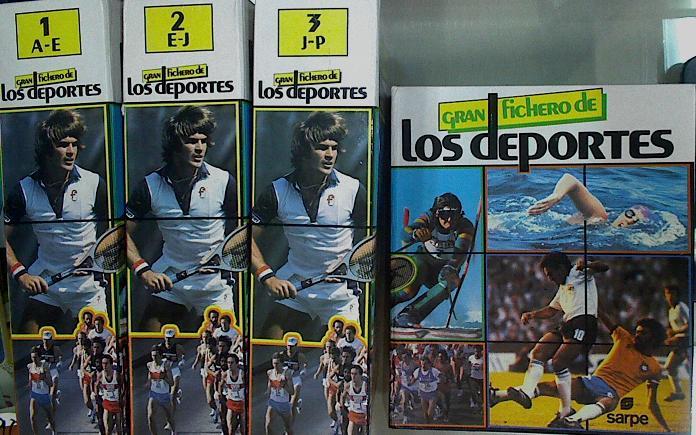 1
A-E
GRAN fichero de
los deportes
2
E-J
GRAN fichero de
los deportes
3
J-P
GRAN fichero de
los deportes
GRAN fichero de
los deportes
10
sarpe